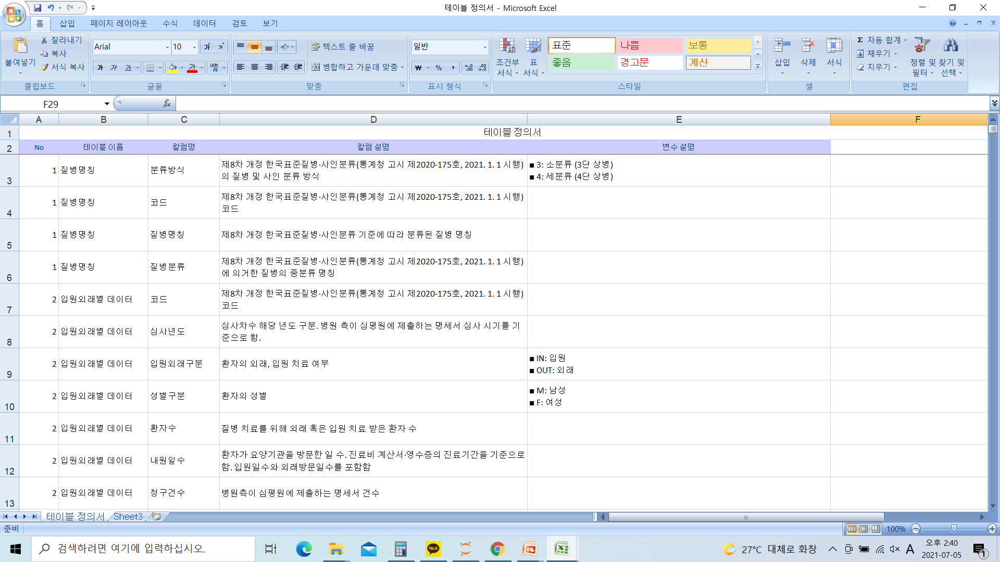 테이블 정의서 - Microsoft Excel
홈 삽입 페이지 레이아웃 수식 데이터 검토 보기
붙여넣기
잘라내기
복사
서식 복사
클립보드
Arial 10
가 가 가
가
내천
글꼴
텍스트 줄 바꿈
병합하고 가운데 맞춤
맞춤
일반
₩ % ,
표시 형식
조건부 서식
표 서식
표준 나쁨 보통
좋음 경고문 계산
스타일
삽입 삭제 서식
셀
Σ 자동 합계
채우기
지우기
정렬 및 필터
찾기 및 선택
편집
F29
fx
A B C D E F
1 테이블 정의서
2 No 테이블 이름 칼럼명 칼럼 설명 변수 설명
3 1 질병명칭 분류방식 제8차 개정 한국표준질병·사인분류(통계청 고시 제2020-175호, 2021. 1. 1 시행)
의 질병 및 사인 분류 방식
■ 3: 소분류 (3단 상병)
■ 4: 세분류 (4단 상병)
4 1 질병명칭 코드 제8차 개정 한국표준질병·사인분류(통계청 고시 제2020-175호, 2021. 1. 1 시행)
코드
5 1 질병명칭 질병명칭 제8차 개정 한국표준질병·사인분류 기준에 따라 분류된 질병 명칭
6 1 질병명칭 질병분류 제8차 개정 한국표준질병·사인분류(통계청 고시 제2020-175호, 2021. 1. 1 시행)
에 의거한 질병의 중분류 명칭
7 2 입원외래별 데이터 코드 제8차 개정 한국표준질병·사인분류(통계청 고시 제2020-175호, 2021. 1. 1 시행)
코드
8 2 입원외래별 데이터 심사년도 심사차수 해당 년도 구분. 병원 측이 심평원에 제출하는 명세서 심사 시기를 기
준으로 함.
9 2 입원외래별 데이터 입원외래구분 환자의 외래, 입원 치료 여부
■ IN: 입원
■ OUT: 외래
10 2 입원외래별 데이터 성별구분 환자의 성별
■ M: 남성
■ F: 여성
11 2 입원외래별 데이터 환자수 질병 치료를 위해 외래 혹은 입원 치료 받은 환자 수
12 2 입원외래별 데이터 내원일수 환자가 요양기관을 방문한 일 수. 진료비 계산서·영수증의 진료기간을 기준으로
함. 입원일수와 외래방문일수를 포함함
13 2 입원외래별 데이터 청구건수 병원측이 심평원에 제출하는 명세서 건수
테이블 정의서 Sheet3
준비 100%
검색하려면 여기에 입력하십시오.
TALK
27°C 대체로 화창
A
오후 2:40
2021-07-05
1